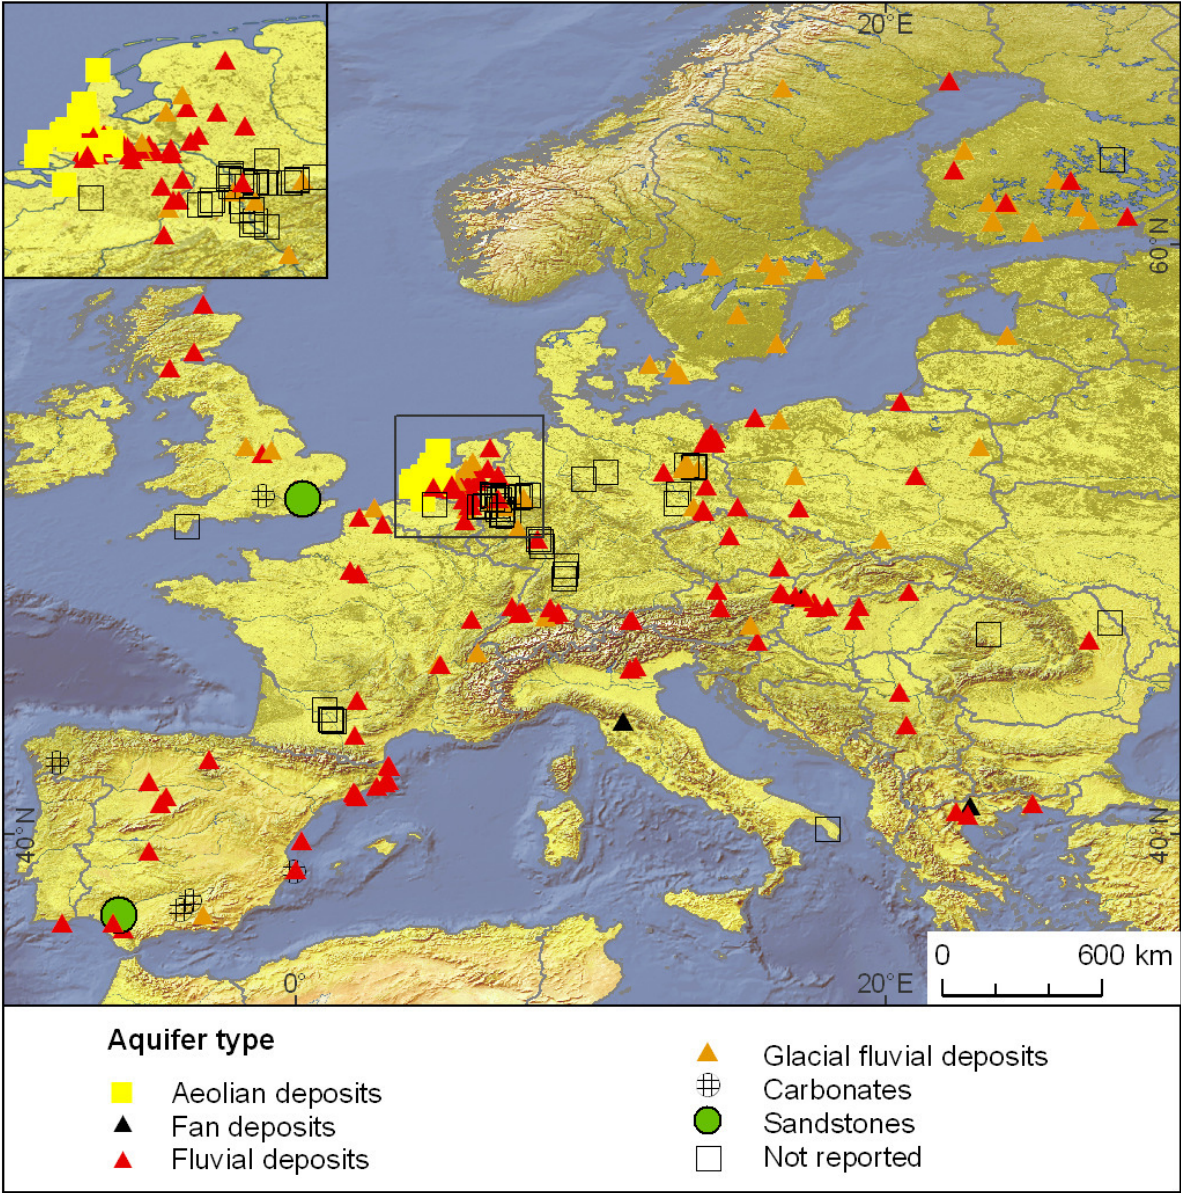 20°E
60°N
40°N
40°N
0°
20°E
0 600 km
Aquifer type
Aeolian deposits
Fan deposits
Fluvial deposits
Glacial fluvial deposits
Carbonates
Sandstones
Not reported